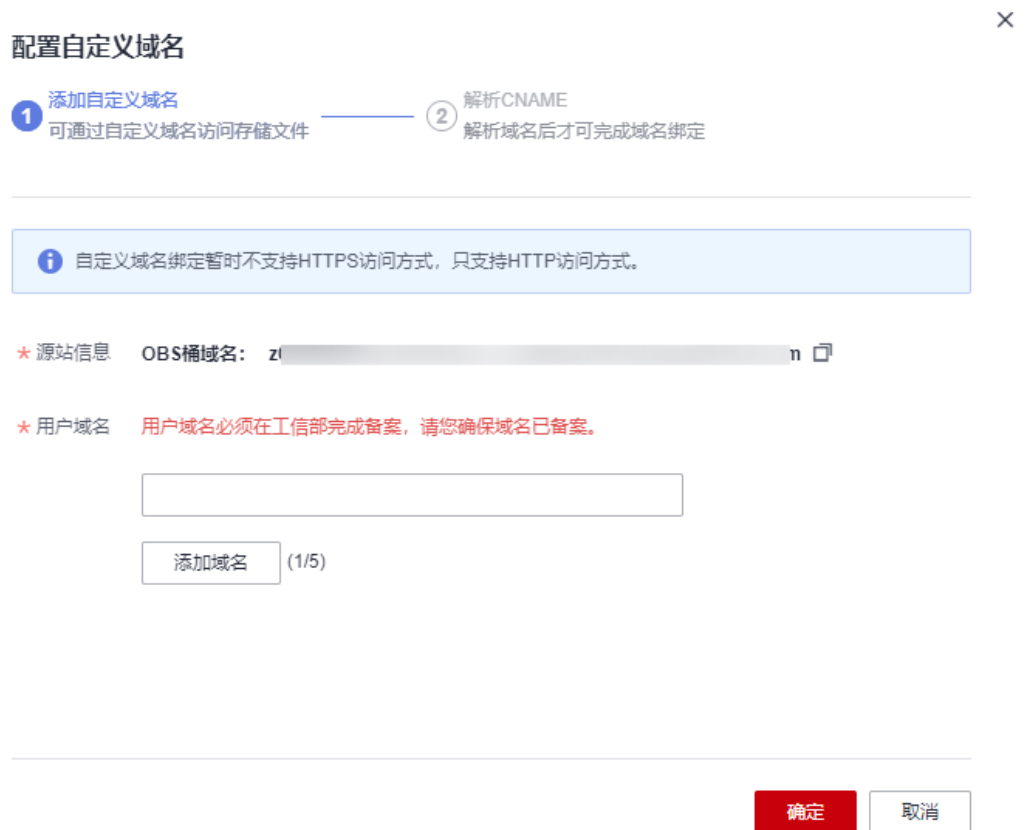 配置自定义域名
1 添加自定义域名
可通过自定义域名访问存储文件
2 解析CNAME
解析域名后才可完成域名绑定
自定义域名绑定暂时不支持HTTPS访问方式，只支持HTTP访问方式。
* 源站信息 OBS桶域名：
* 用户域名 用户域名必须在工信部完成备案，请您确保域名已备案。
添加域名 (1/5)
确定 取消